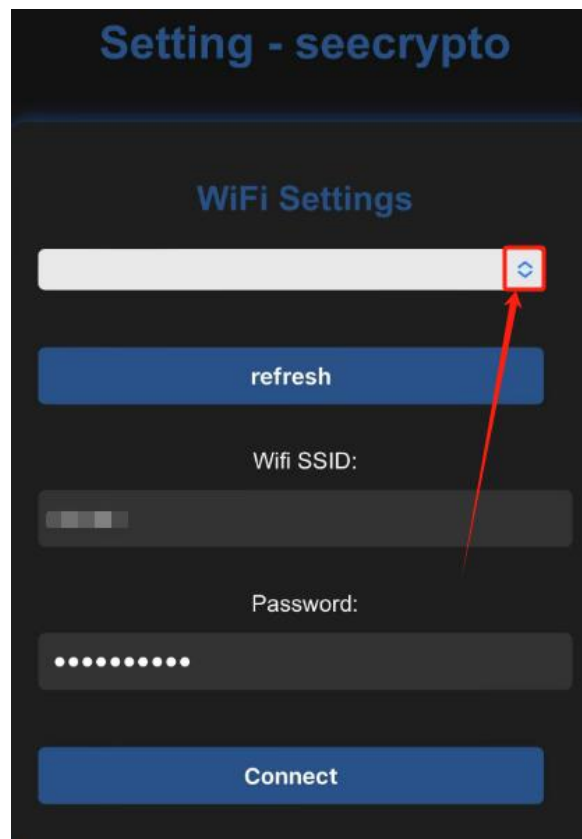 Setting - seecrypto
WiFi Settings
refresh
Wifi SSID:
Password:
••••••••••
Connect